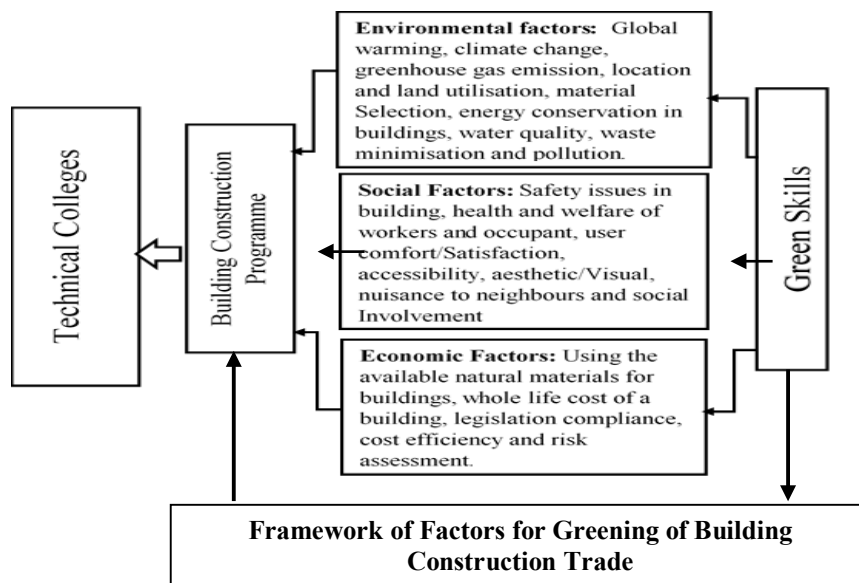 Technical Colleges
Building Construction
Programme
Environmental factors: Global
warming, climate change,
greenhouse gas emission, location
and land utilisation, material
Selection, energy conservation in
buildings, water quality, waste
minimisation and pollution.
Social Factors: Safety issues in
building, health and welfare of
workers and occupant, user
comfort/Satisfaction,
accessibility, aesthetic/Visual,
nuisance to neighbours and social
Involvement
Economic Factors: Using the
available natural materials for
buildings, whole life cost of a
building, legislation compliance,
cost efficiency and risk
assessment.
Green Skills
Framework of Factors for Greening of Building
Construction Trade